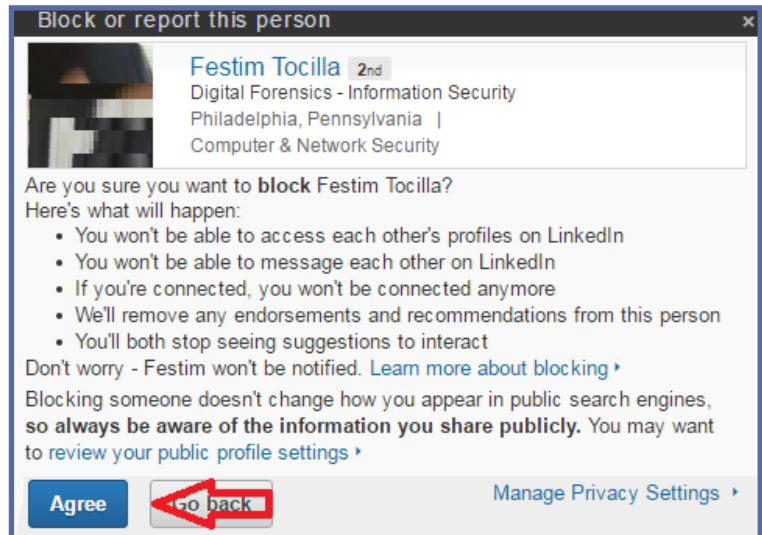 Block or report this person ×
Festim Tocilla 2nd
Digital Forensics - Information Security
Philadelphia, Pennsylvania |
Computer & Network Security
Are you sure you want to block Festim Tocilla?
Here's what will happen:
• You won't be able to access each other's profiles on LinkedIn
• You won't be able to message each other on LinkedIn
• If you're connected, you won't be connected anymore
• We'll remove any endorsements and recommendations from this person
• You'll both stop seeing suggestions to interact
Don't worry - Festim won't be notified. Learn more about blocking ▸
Blocking someone doesn't change how you appear in public search engines,
so always be aware of the information you share publicly. You may want
to review your public profile settings ▸
Agree Go back Manage Privacy Settings ▸